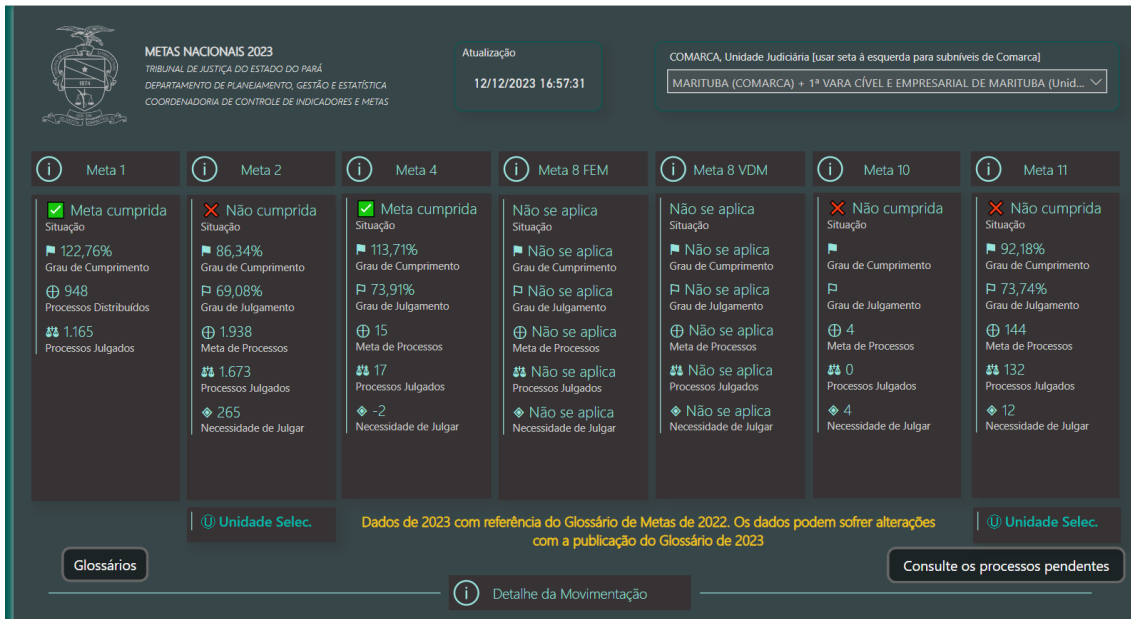 METAS NACIONAIS 2023
TRIBUNAL DE JUSTIÇA DO ESTADO DO PARÁ
DEPARTAMENTO DE PLANEJAMENTO, GESTÃO E ESTATÍSTICA
COORDENADORIA DE CONTROLE DE INDICADORES E METAS
Atualização
12/12/2023 16:57:31
COMARCA, Unidade Judiciária [usar seta à esquerda para subníveis de Comarca]
MARITUBA (COMARCA) + 1ª VARA CÍVEL E EMPRESARIAL DE MARITUBA (Unid...
Meta 1
Meta cumprida
Situação
122,76%
Grau de Cumprimento
948
Processos Distribuídos
1.165
Processos Julgados
Meta 2
Não cumprida
Situação
86,34%
Grau de Cumprimento
69,08%
Grau de Julgamento
1.938
Meta de Processos
1.673
Processos Julgados
265
Necessidade de Julgar
Unidade Selec.
Meta 4
Meta cumprida
Situação
113,71%
Grau de Cumprimento
73,91%
Grau de Julgamento
15
Meta de Processos
17
Processos Julgados
-2
Necessidade de Julgar
Meta 8 FEM
Não se aplica
Situação
Não se aplica
Grau de Cumprimento
Não se aplica
Grau de Julgamento
Não se aplica
Meta de Processos
Não se aplica
Processos Julgados
Não se aplica
Necessidade de Julgar
Meta 8 VDM
Não se aplica
Situação
Não se aplica
Grau de Cumprimento
Não se aplica
Grau de Julgamento
Não se aplica
Meta de Processos
Não se aplica
Processos Julgados
Não se aplica
Necessidade de Julgar
Meta 10
Não cumprida
Situação
Grau de Cumprimento
Grau de Julgamento
4
Meta de Processos
0
Processos Julgados
4
Necessidade de Julgar
Meta 11
Não cumprida
Situação
92,18%
Grau de Cumprimento
73,74%
Grau de Julgamento
144
Meta de Processos
132
Processos Julgados
12
Necessidade de Julgar
Unidade Selec.
Dados de 2023 com referência do Glossário de Metas de 2022. Os dados podem sofrer alterações
com a publicação do Glossário de 2023
Glossários
Consulte os processos pendentes
Detalhe da Movimentação